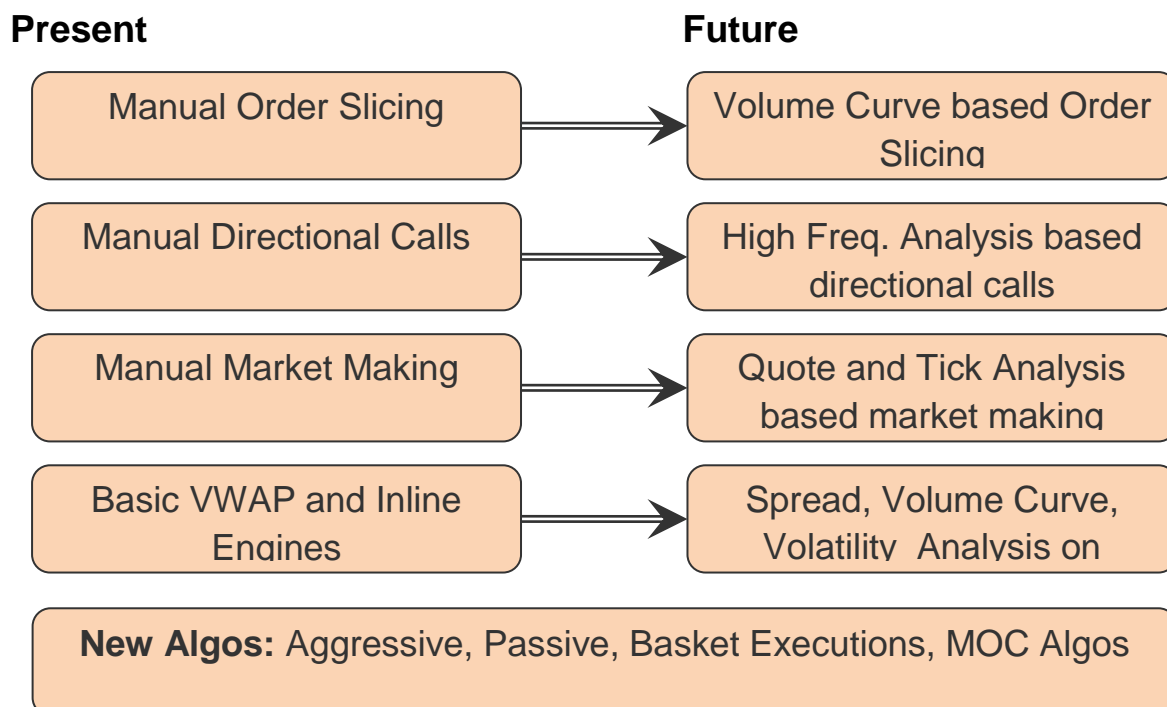 Present
Future
Manual Order Slicing
Volume Curve based Order
Slicing
Manual Directional Calls
High Freq. Analysis based
directional calls
Manual Market Making
Quote and Tick Analysis
based market making
Basic VWAP and Inline
Engines
Spread, Volume Curve,
Volatility  Analysis on
New Algos: Aggressive, Passive, Basket Executions, MOC Algos